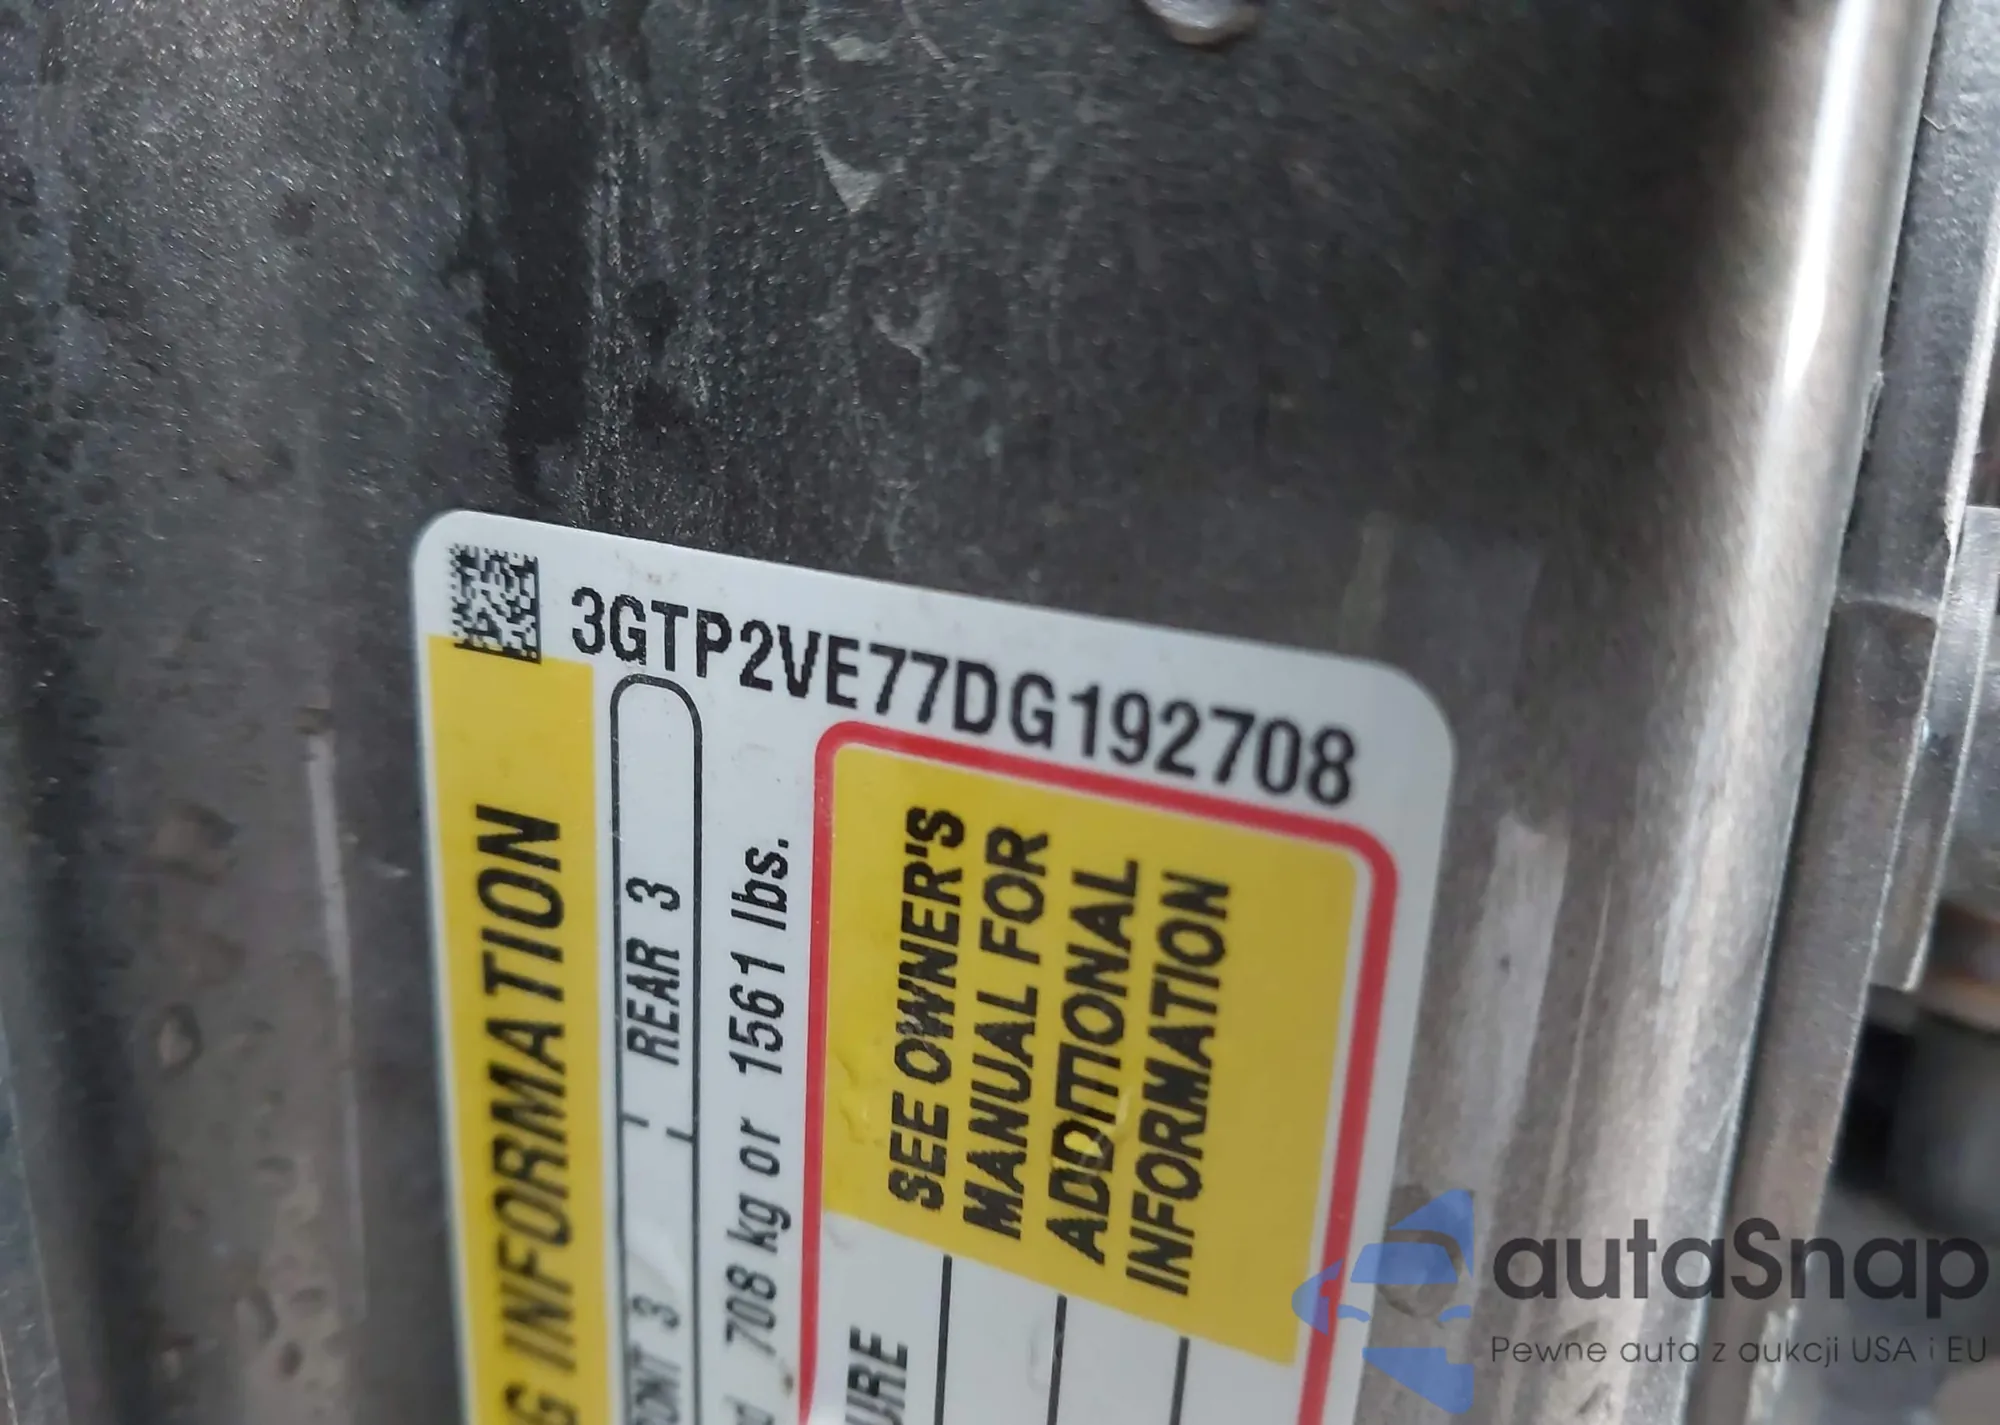 3GTP2VE77DG192708
INFORMATION
REAR 3
708 kg or 1561 lbs.
SEE OWNER'S
MANUAL FOR
ADDITIONAL
INFORMATION
autaSnap
Pewne auta z aukcji USA i EU